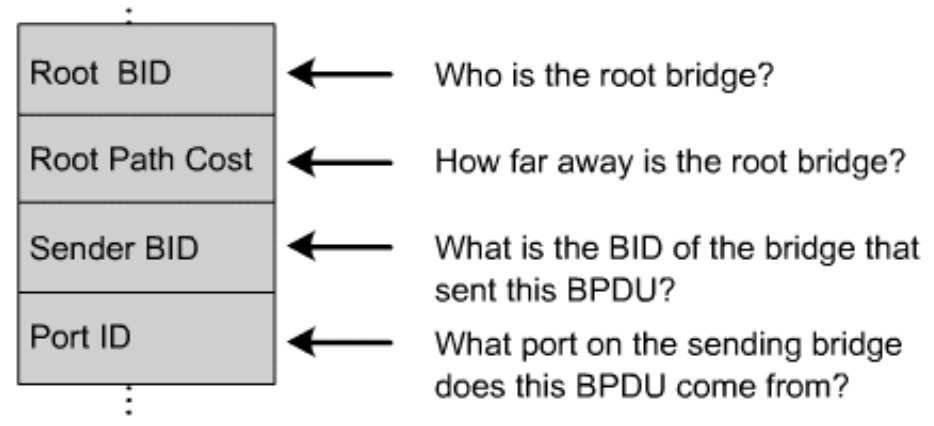 Root BID
Who is the root bridge?
Root Path Cost
How far away is the root bridge?
Sender BID
What is the BID of the bridge that
sent this BPDU?
Port ID
What port on the sending bridge
does this BPDU come from?